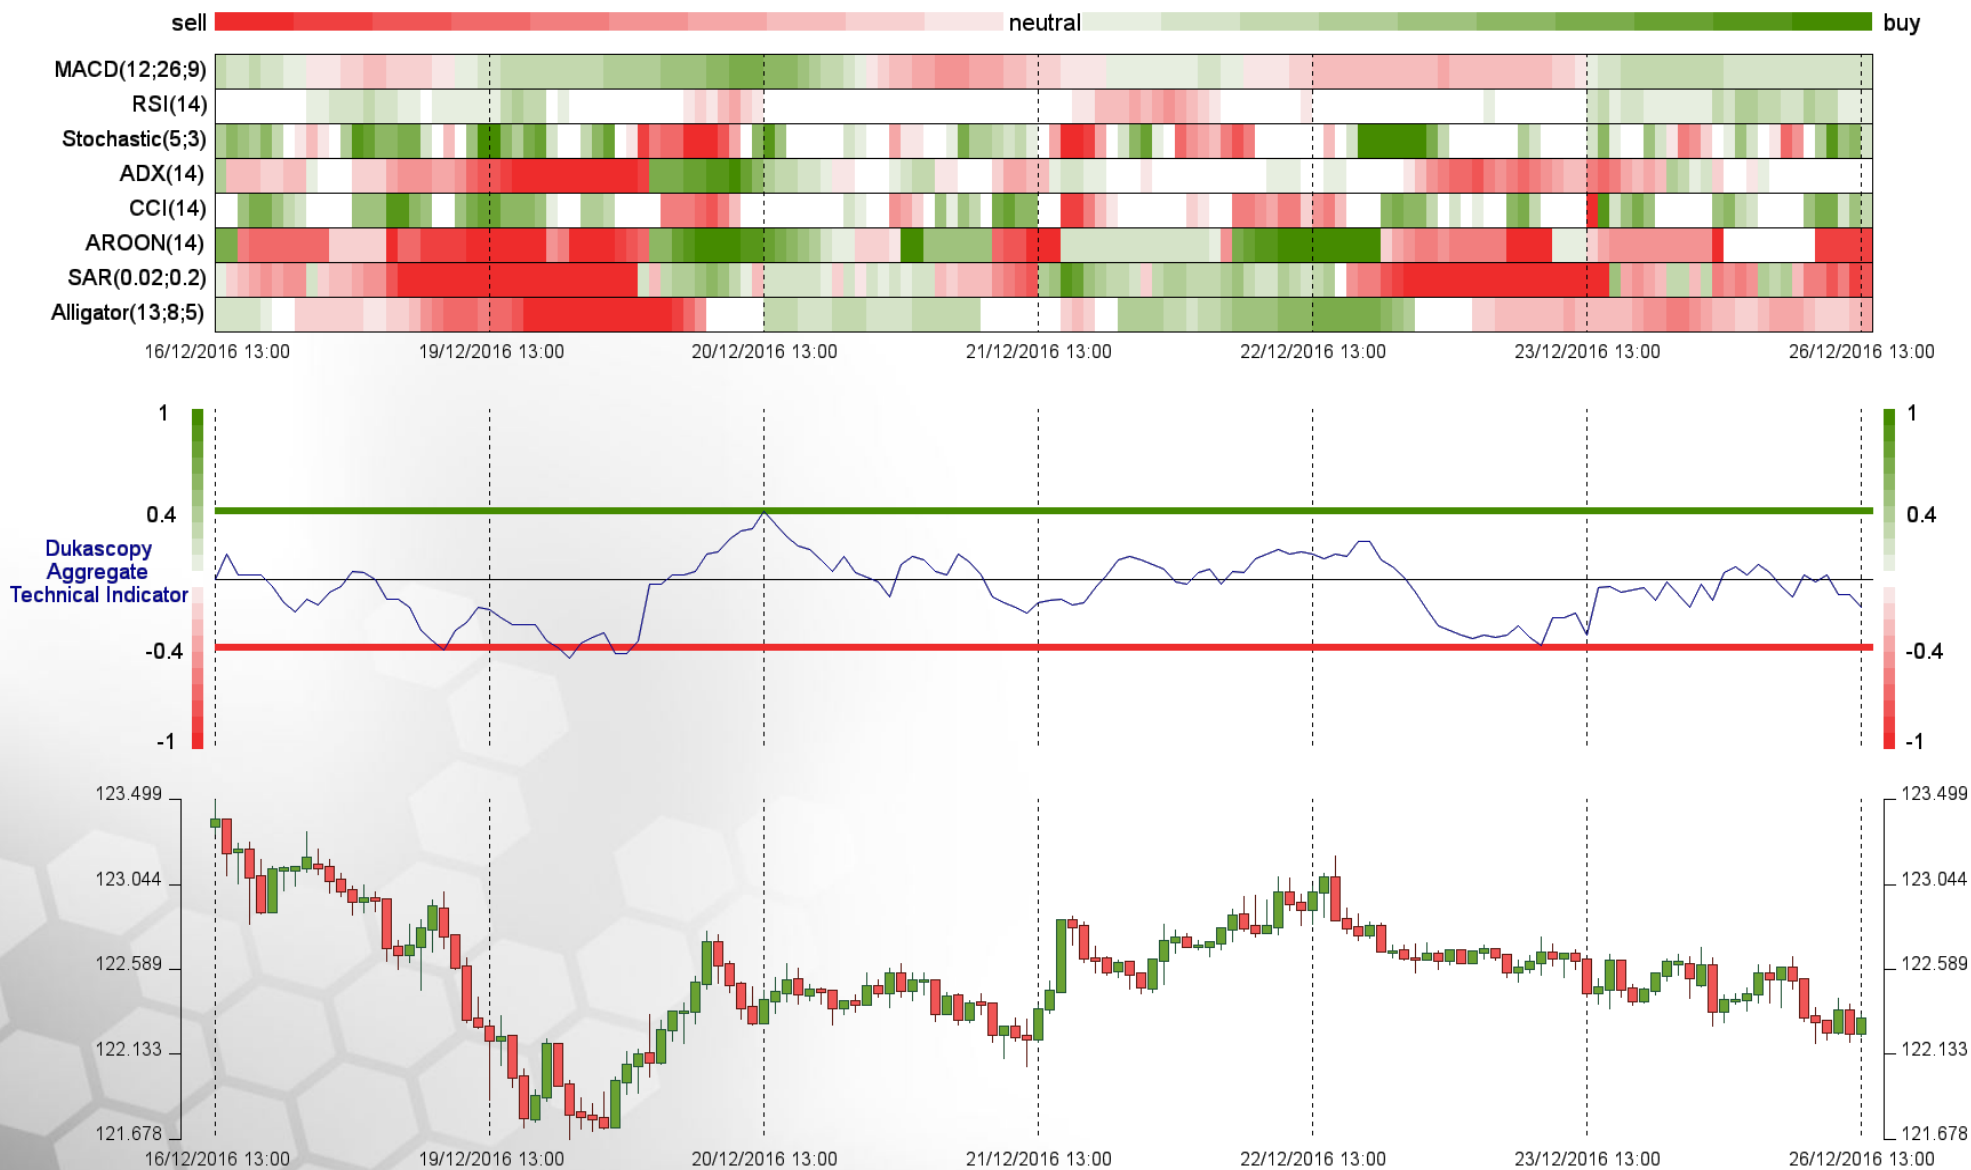 sell neutral buy
MACD(12;26;9)
RSI(14)
Stochastic(5;3)
ADX(14)
CCI(14)
AROON(14)
SAR(0.02;0.2)
Alligator(13;8;5)
16/12/2016 13:00 19/12/2016 13:00 20/12/2016 13:00 21/12/2016 13:00 22/12/2016 13:00 23/12/2016 13:00 26/12/2016 13:00
1 1
0.4 0.4
Dukascopy
Aggregate
Technical Indicator
-0.4 -0.4
-1 -1
123.499 123.499
123.044 123.044
122.589 122.589
122.133 122.133
121.678 121.678
16/12/2016 13:00 19/12/2016 13:00 20/12/2016 13:00 21/12/2016 13:00 22/12/2016 13:00 23/12/2016 13:00 26/12/2016 13:00